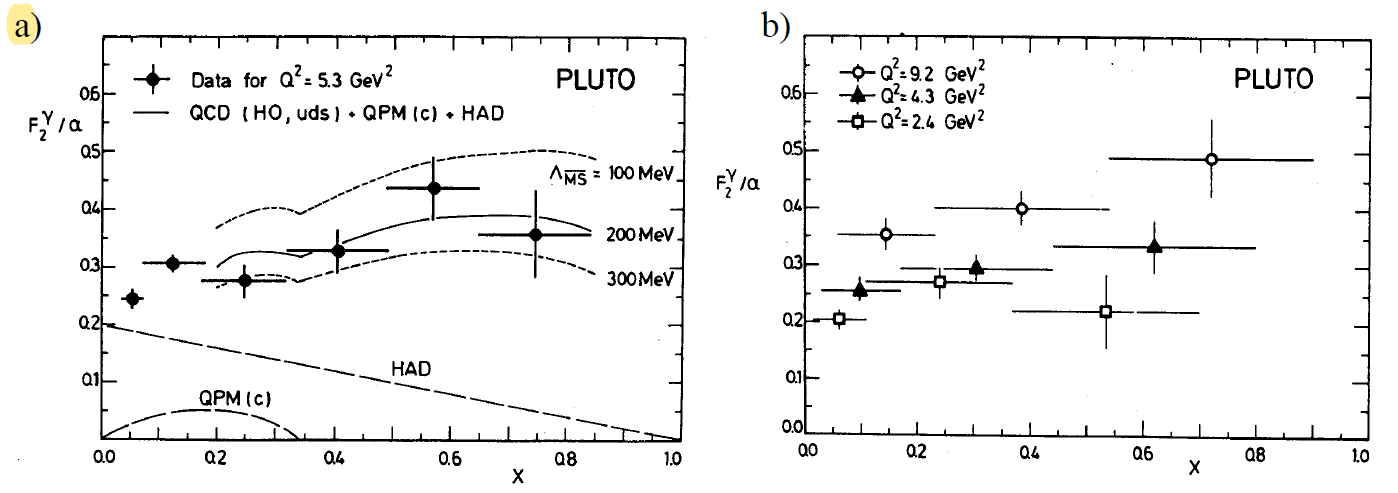 a)
Data for Q² = 5.3 GeV²
PLUTO
QCD (HO, uds) + QPM (c) + HAD
F₂^γ/α
0.6
0.5
0.4
0.3
0.2
0.1
Λ_MS̅ = 100 MeV
200 MeV
300 MeV
HAD
QPM (c)
0.0 0.2 0.4 0.6 0.8 1.0
X
b)
Q² = 9.2 GeV²
Q² = 4.3 GeV²
Q² = 2.4 GeV²
PLUTO
F₂^γ/α
0.6
0.5
0.4
0.3
0.2
0.1
0.0
0.0 0.2 0.4 0.6 0.8 1.0
X